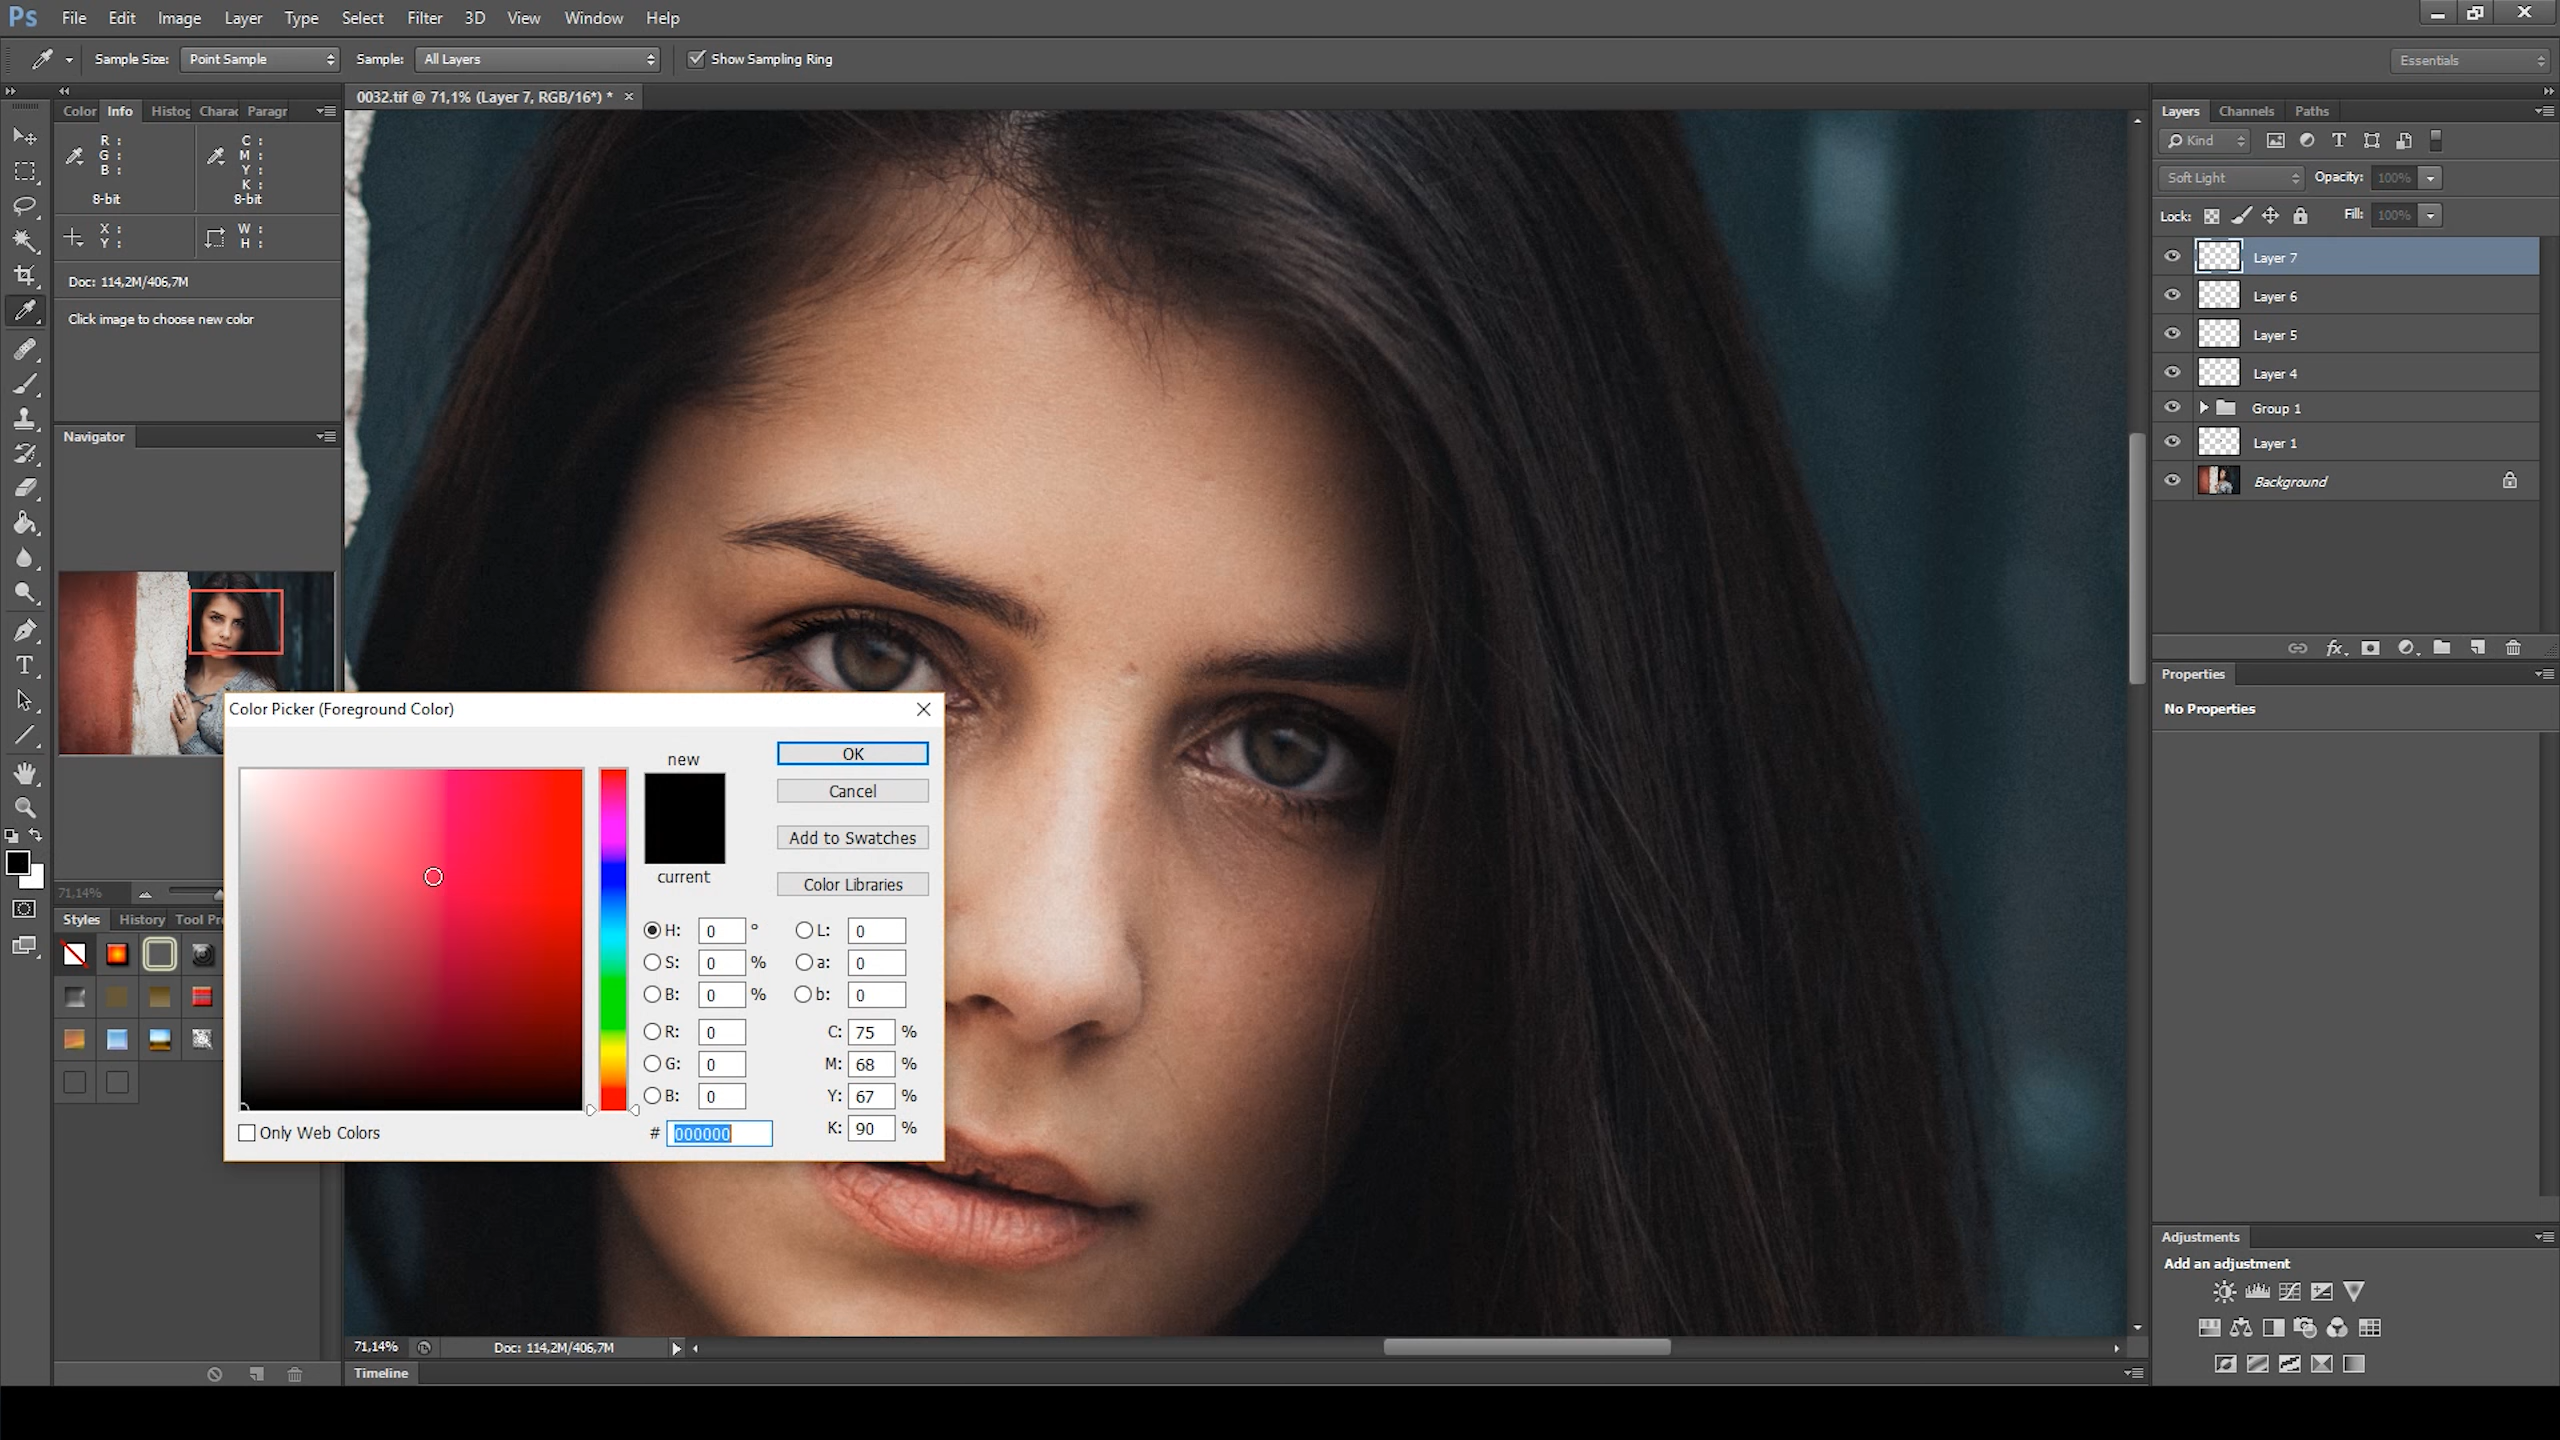 Ps File Edit Image Layer Type Select Filter 3D View Window Help
Sample Size: Point Sample Sample: All Layers Show Sampling Ring Essentials
0032.tif @ 71,1% (Layer 7, RGB/16*) * ×
Color Info Histog Charac Paragr
R :
G :
B :
8-bit
C :
M :
Y :
K :
8-bit
X :
Y :
W :
H :
Doc: 114,2M/406,7M
Click image to choose new color
Navigator
71,14%
Styles History Tool Pr
Color Picker (Foreground Color)
new
current
OK
Cancel
Add to Swatches
Color Libraries
H: 0 °
S: 0 %
B: 0 %
R: 0
G: 0
B: 0
L: 0
a: 0
b: 0
C: 75 %
M: 68 %
Y: 67 %
K: 90 %
Only Web Colors
# 000000
71,14% Doc: 114,2M/406,7M
Timeline
Layers Channels Paths
Kind
Soft Light Opacity: 100%
Lock: Fill: 100%
Layer 7
Layer 6
Layer 5
Layer 4
Group 1
Layer 1
Background
fx
Properties
No Properties
Adjustments
Add an adjustment